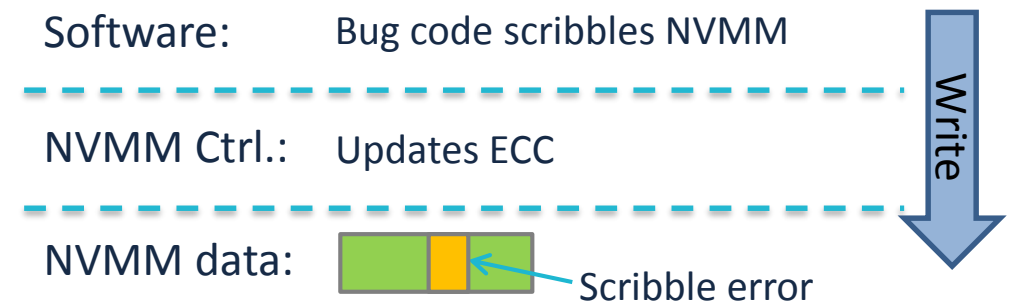 Software: Bug code scribbles NVMM
Write
NVMM Ctrl.: Updates ECC
NVMM data:
Scribble error